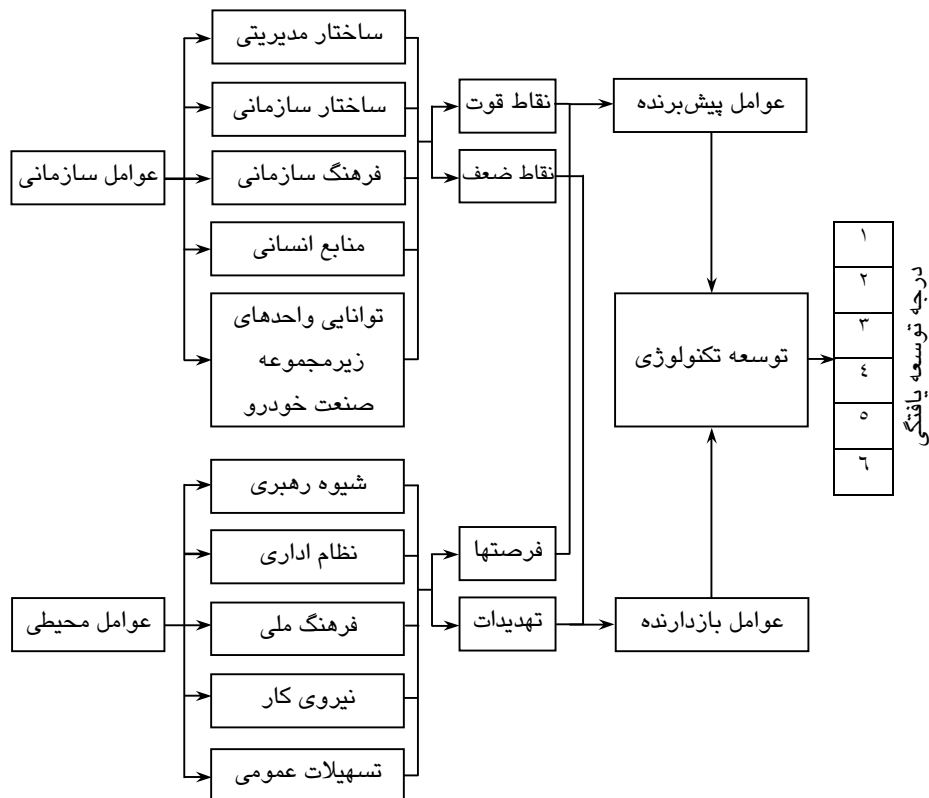 عوامل سازمانی
ساختار مدیریتی
ساختار سازمانی
فرهنگ سازمانی
منابع انسانی
توانایی واحدهای
زیرمجموعه
صنعت خودرو
نقاط قوت
نقاط ضعف
عوامل پیش‌برنده
عوامل محیطی
شیوه رهبری
نظام اداری
فرهنگ ملی
نیروی کار
تسهیلات عمومی
فرصتها
تهدیدات
عوامل بازدارنده
توسعه تکنولوژی
۱
۲
۳
٤
٥
٦
درجه توسعه یافتگی